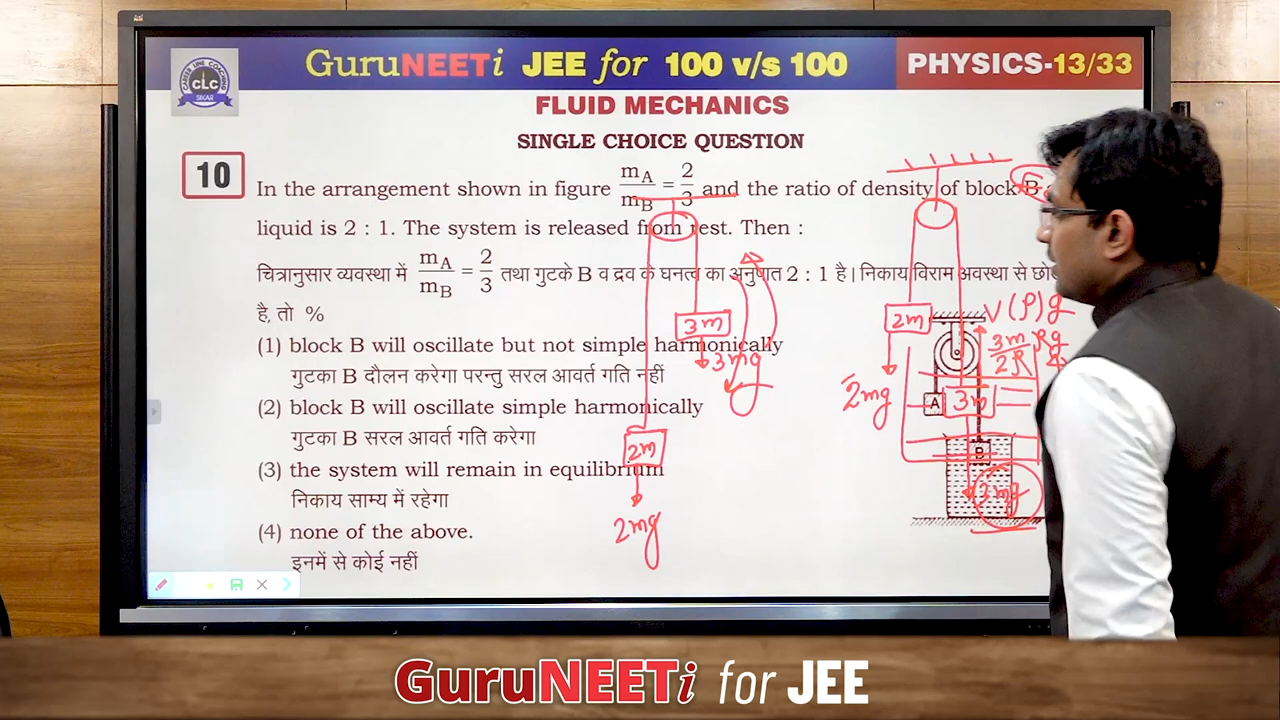 GuruNEETi JEE for 100 v/s 100
PHYSICS-13/33
CLC
SIKAR
FLUID MECHANICS
SINGLE CHOICE QUESTION
10
In the arrangement shown in figure mA/mB = 2/3 and the ratio of density of block B
liquid is 2 : 1. The system is released from rest. Then :
चित्रानुसार व्यवस्था में mA/mB = 2/3 तथा गुटके B व द्रव के घनत्व का अनुपात 2 : 1 है। निकाय विराम अवस्था से
है, तो %
(1) block B will oscillate but not simple harmonically
गुटका B दौलन करेगा परन्तु सरल आवर्त गति नहीं
(2) block B will oscillate simple harmonically
गुटका B सरल आवर्त गति करेगा
(3) the system will remain in equilibrium
निकाय साम्य में रहेगा
(4) none of the above.
इनमें से कोई नहीं
3m
3mg
2m
2mg
2m
2mg
V(ρ)g
3m
A
3m
B
3mg
GuruNEETi for JEE